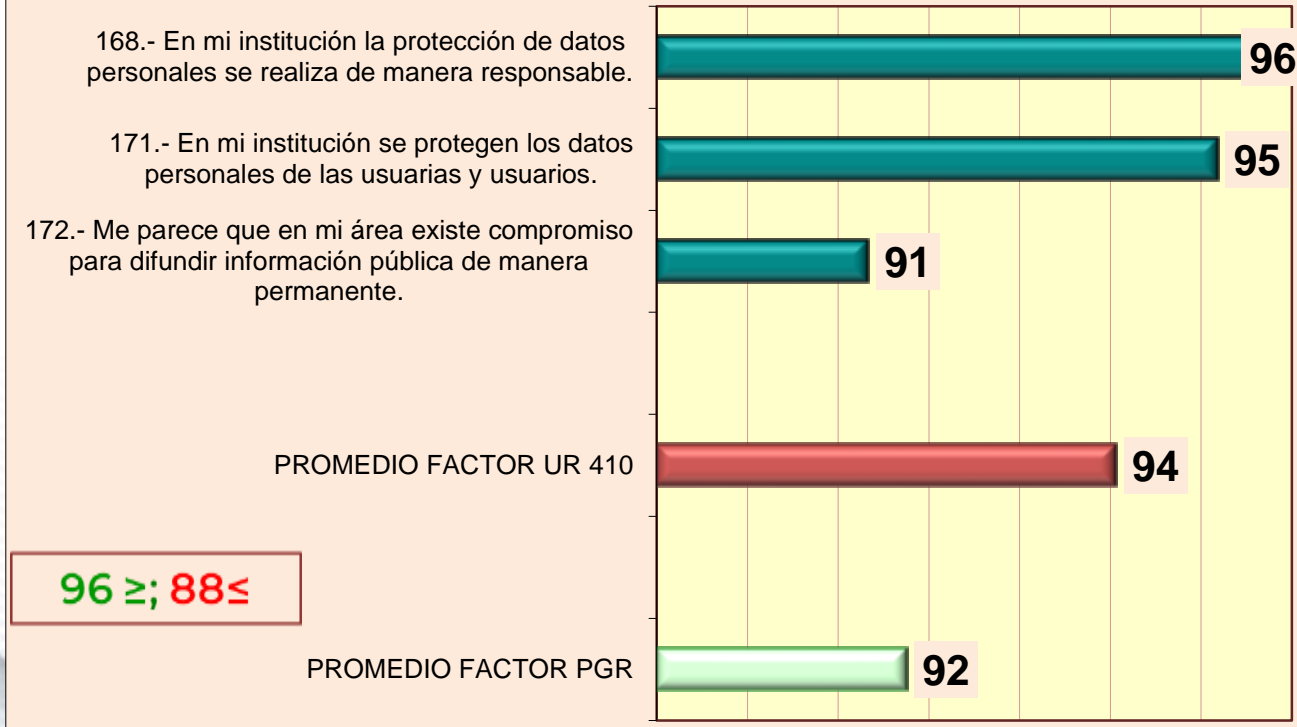 168.- En mi institución la protección de datos
personales se realiza de manera responsable.
96
171.- En mi institución se protegen los datos
personales de las usuarias y usuarios.
95
172.- Me parece que en mi área existe compromiso
para difundir información pública de manera
permanente.
91
PROMEDIO FACTOR UR 410
94
96 ≥; 88≤
PROMEDIO FACTOR PGR
92